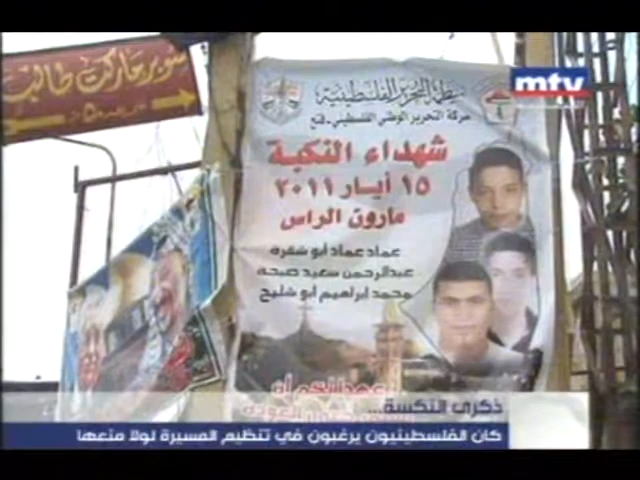 سوبر ماركت طالب
mtv
منظمة التحرير الفلسطينية
حركة التحرير الوطني الفلسطيني - فتح
شهداء النكبة
١٥ أيار ٢٠١١
مارون الراس
عماد عماد أبو شقرة
عبدالرحمن سعيد صبحة
محمد ابراهيم أبو شليح
ذكرى النكسة...
كان الفلسطينيون يرغبون في تنظيم المسيرة لولا منعها